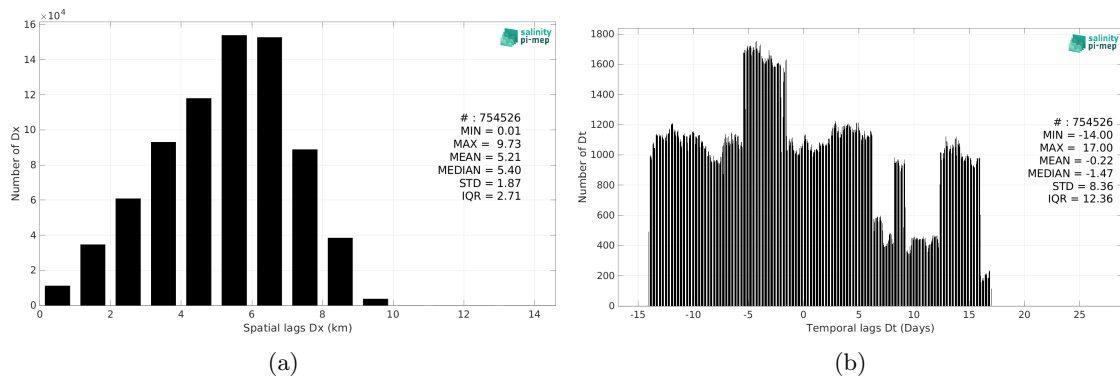 ×10⁴
16
14
12
10
8
6
4
2
0
Number of Dx
0 2 4 6 8 10 12 14
Spatial lags Dx (km)
salinity
pi-mep
# : 754526
MIN = 0.01
MAX = 9.73
MEAN = 5.21
MEDIAN = 5.40
STD = 1.87
IQR = 2.71
(a)
1800
1600
1400
1200
1000
800
600
400
200
0
Number of Dt
-15 -10 -5 0 5 10 15 20 25
Temporal lags Dt (Days)
salinity
pi-mep
# : 754526
MIN = -14.00
MAX = 17.00
MEAN = -0.22
MEDIAN = -1.47
STD = 8.36
IQR = 12.36
(b)